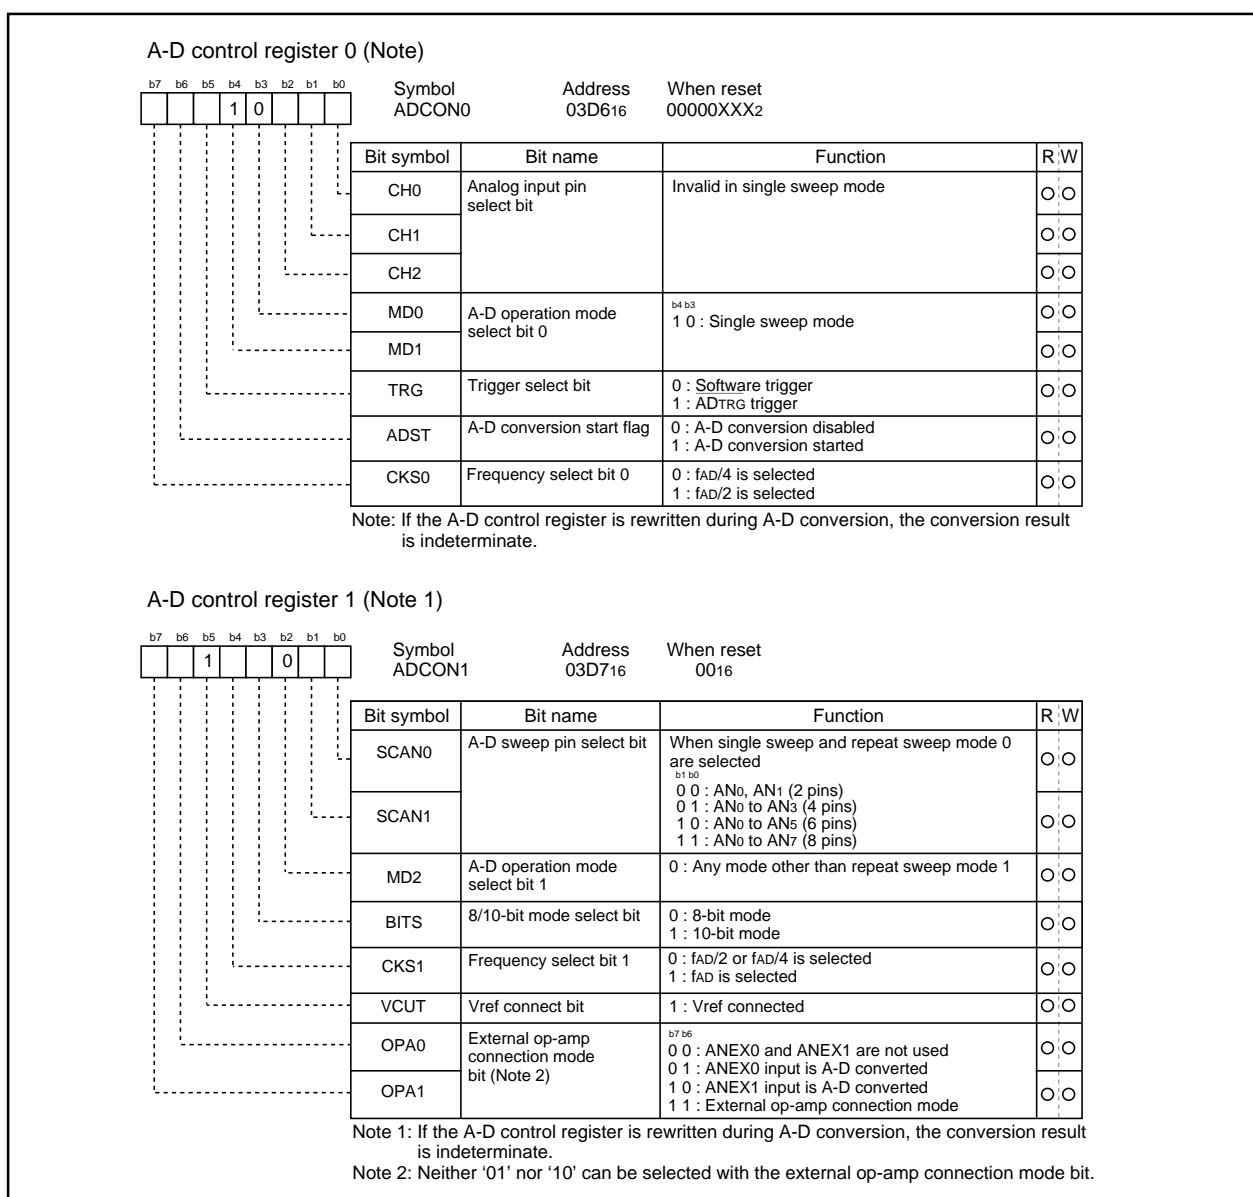 A-D control register 0 (Note)
b7 b6 b5 b4 b3 b2 b1 b0
1 0
Symbol Address When reset
ADCON0 03D616 00000XXX2
Bit symbol Bit name Function R W
CH0 Analog input pin select bit Invalid in single sweep mode
CH1
CH2
MD0 A-D operation mode select bit 0 b4 b3
1 0 : Single sweep mode
MD1
TRG Trigger select bit 0 : Software trigger
1 : ADTRG trigger
ADST A-D conversion start flag 0 : A-D conversion disabled
1 : A-D conversion started
CKS0 Frequency select bit 0 0 : fAD/4 is selected
1 : fAD/2 is selected
Note: If the A-D control register is rewritten during A-D conversion, the conversion result
is indeterminate.
A-D control register 1 (Note 1)
b7 b6 b5 b4 b3 b2 b1 b0
1 0
Symbol Address When reset
ADCON1 03D716 0016
Bit symbol Bit name Function R W
SCAN0 A-D sweep pin select bit When single sweep and repeat sweep mode 0
are selected
b1 b0
0 0 : AN0, AN1 (2 pins)
0 1 : AN0 to AN3 (4 pins)
SCAN1 1 0 : AN0 to AN5 (6 pins)
1 1 : AN0 to AN7 (8 pins)
MD2 A-D operation mode select bit 1 0 : Any mode other than repeat sweep mode 1
BITS 8/10-bit mode select bit 0 : 8-bit mode
1 : 10-bit mode
CKS1 Frequency select bit 1 0 : fAD/2 or fAD/4 is selected
1 : fAD is selected
VCUT Vref connect bit 1 : Vref connected
OPA0 External op-amp connection mode bit (Note 2) b7 b6
0 0 : ANEX0 and ANEX1 are not used
0 1 : ANEX0 input is A-D converted
OPA1 1 0 : ANEX1 input is A-D converted
1 1 : External op-amp connection mode
Note 1: If the A-D control register is rewritten during A-D conversion, the conversion result
is indeterminate.
Note 2: Neither ‘01’ nor ‘10’ can be selected with the external op-amp connection mode bit.